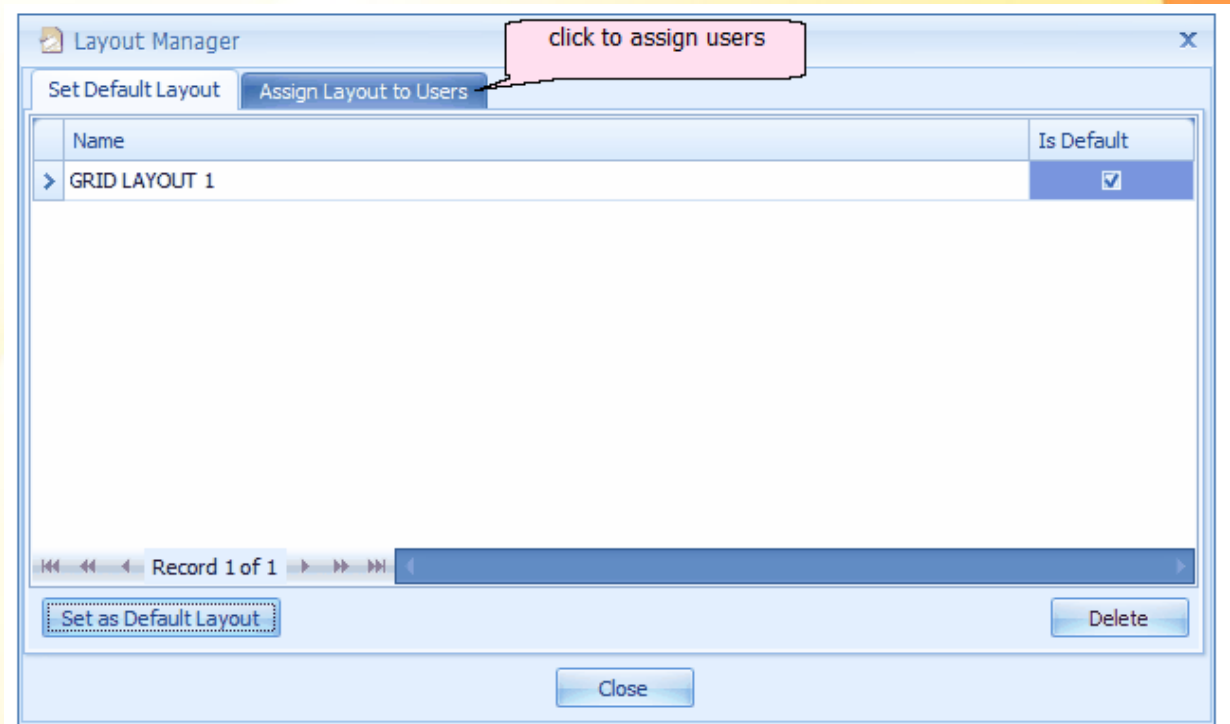 Layout Manager
click to assign users
Set Default Layout
Assign Layout to Users
Name
Is Default
GRID LAYOUT 1
Record 1 of 1
Set as Default Layout
Delete
Close